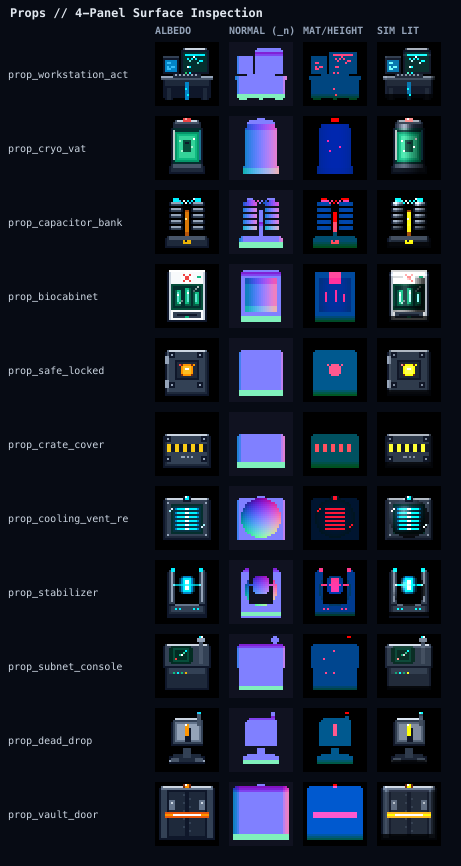 Props // 4-Panel Surface Inspection
ALBEDO NORMAL (_n) MAT/HEIGHT SIM LIT
prop_workstation_act
prop_cryo_vat
prop_capacitor_bank
prop_biocabinet
prop_safe_locked
prop_crate_cover
prop_cooling_vent_re
prop_stabilizer
prop_subnet_console
prop_dead_drop
prop_vault_door